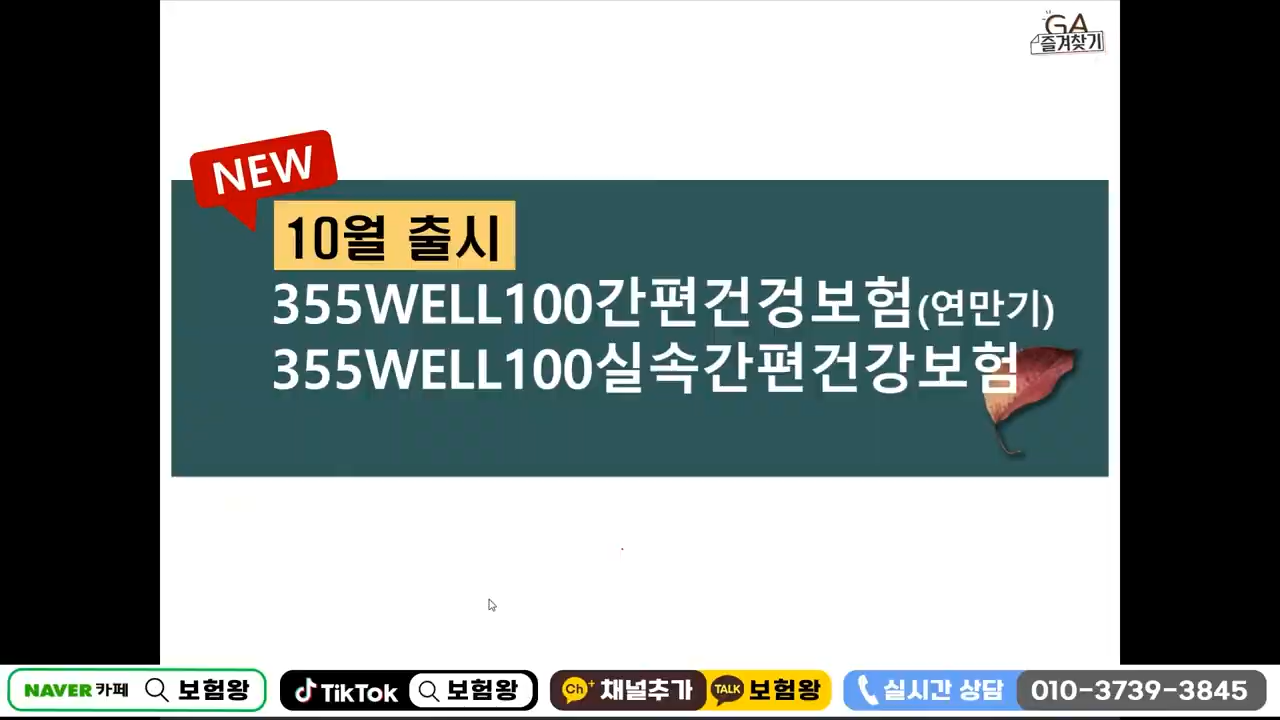 GA
즐겨찾기
NEW
10월 출시
355WELL100간편건겅보험(연만기)
355WELL100실속간편건강보험
NAVER 카페 보험왕
TikTok 보험왕
Ch+ 채널추가 TALK 보험왕
실시간 상담 010-3739-3845